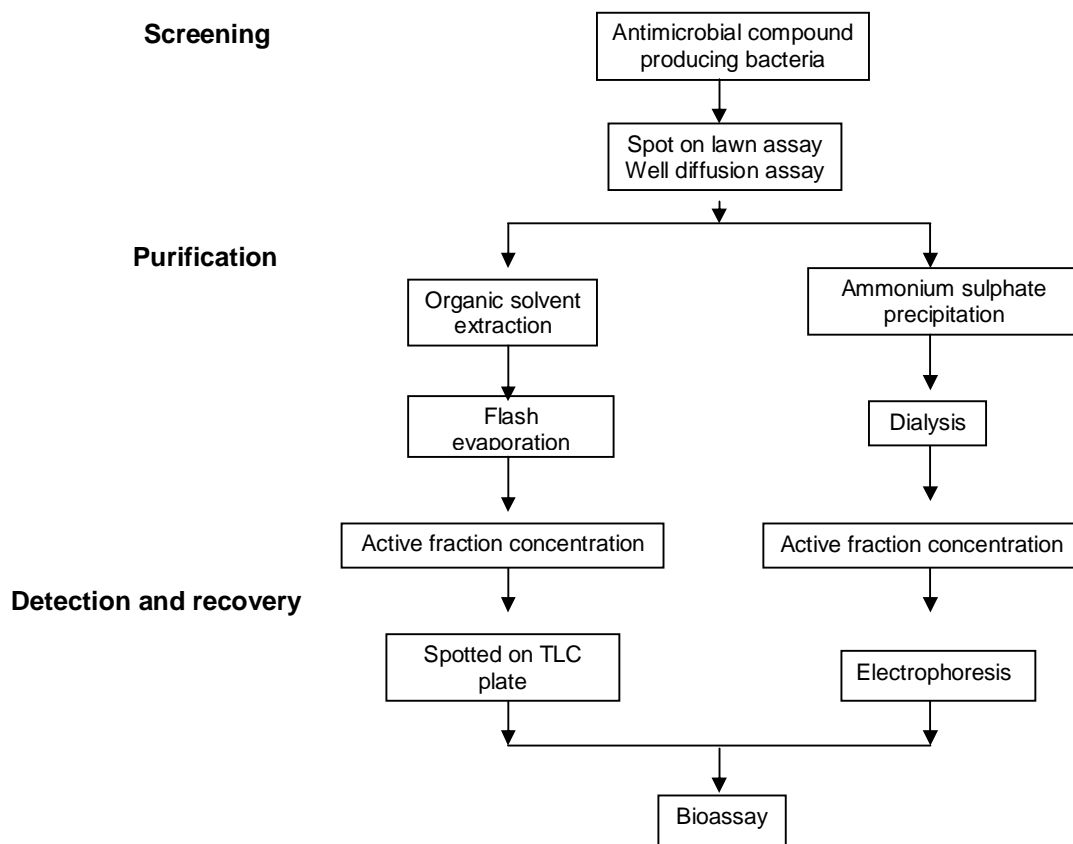 Screening
Antimicrobial compound
producing bacteria
Spot on lawn assay
Well diffusion assay
Purification
Organic solvent
extraction
Ammonium sulphate
precipitation
Flash
evaporation
Dialysis
Active fraction concentration
Active fraction concentration
Detection and recovery
Spotted on TLC
plate
Electrophoresis
Bioassay